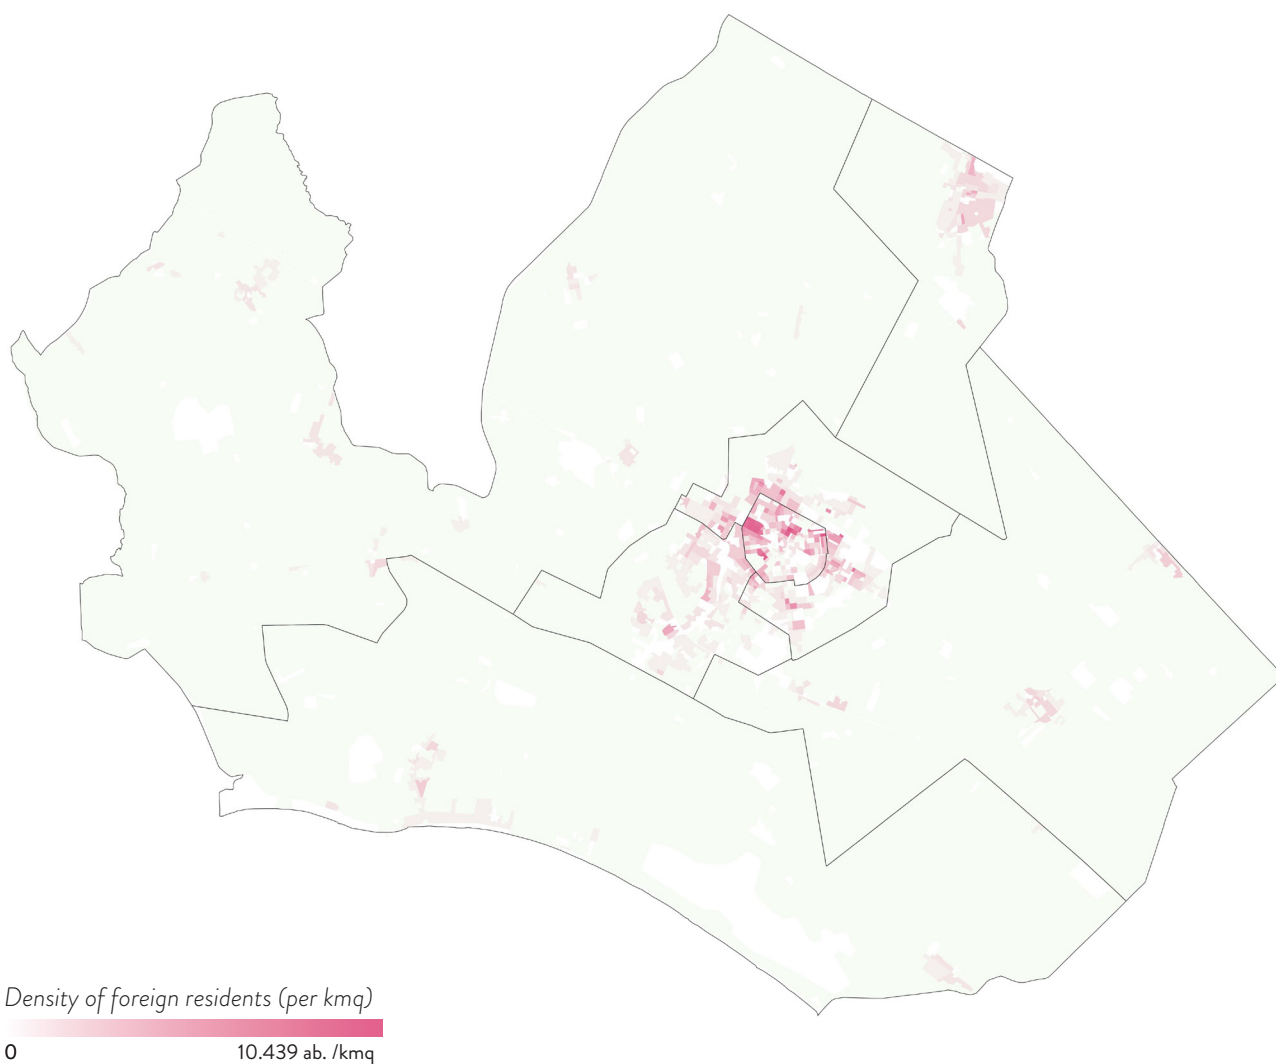 Density of foreign residents (per kmq)
0 10.439 ab. /kmq